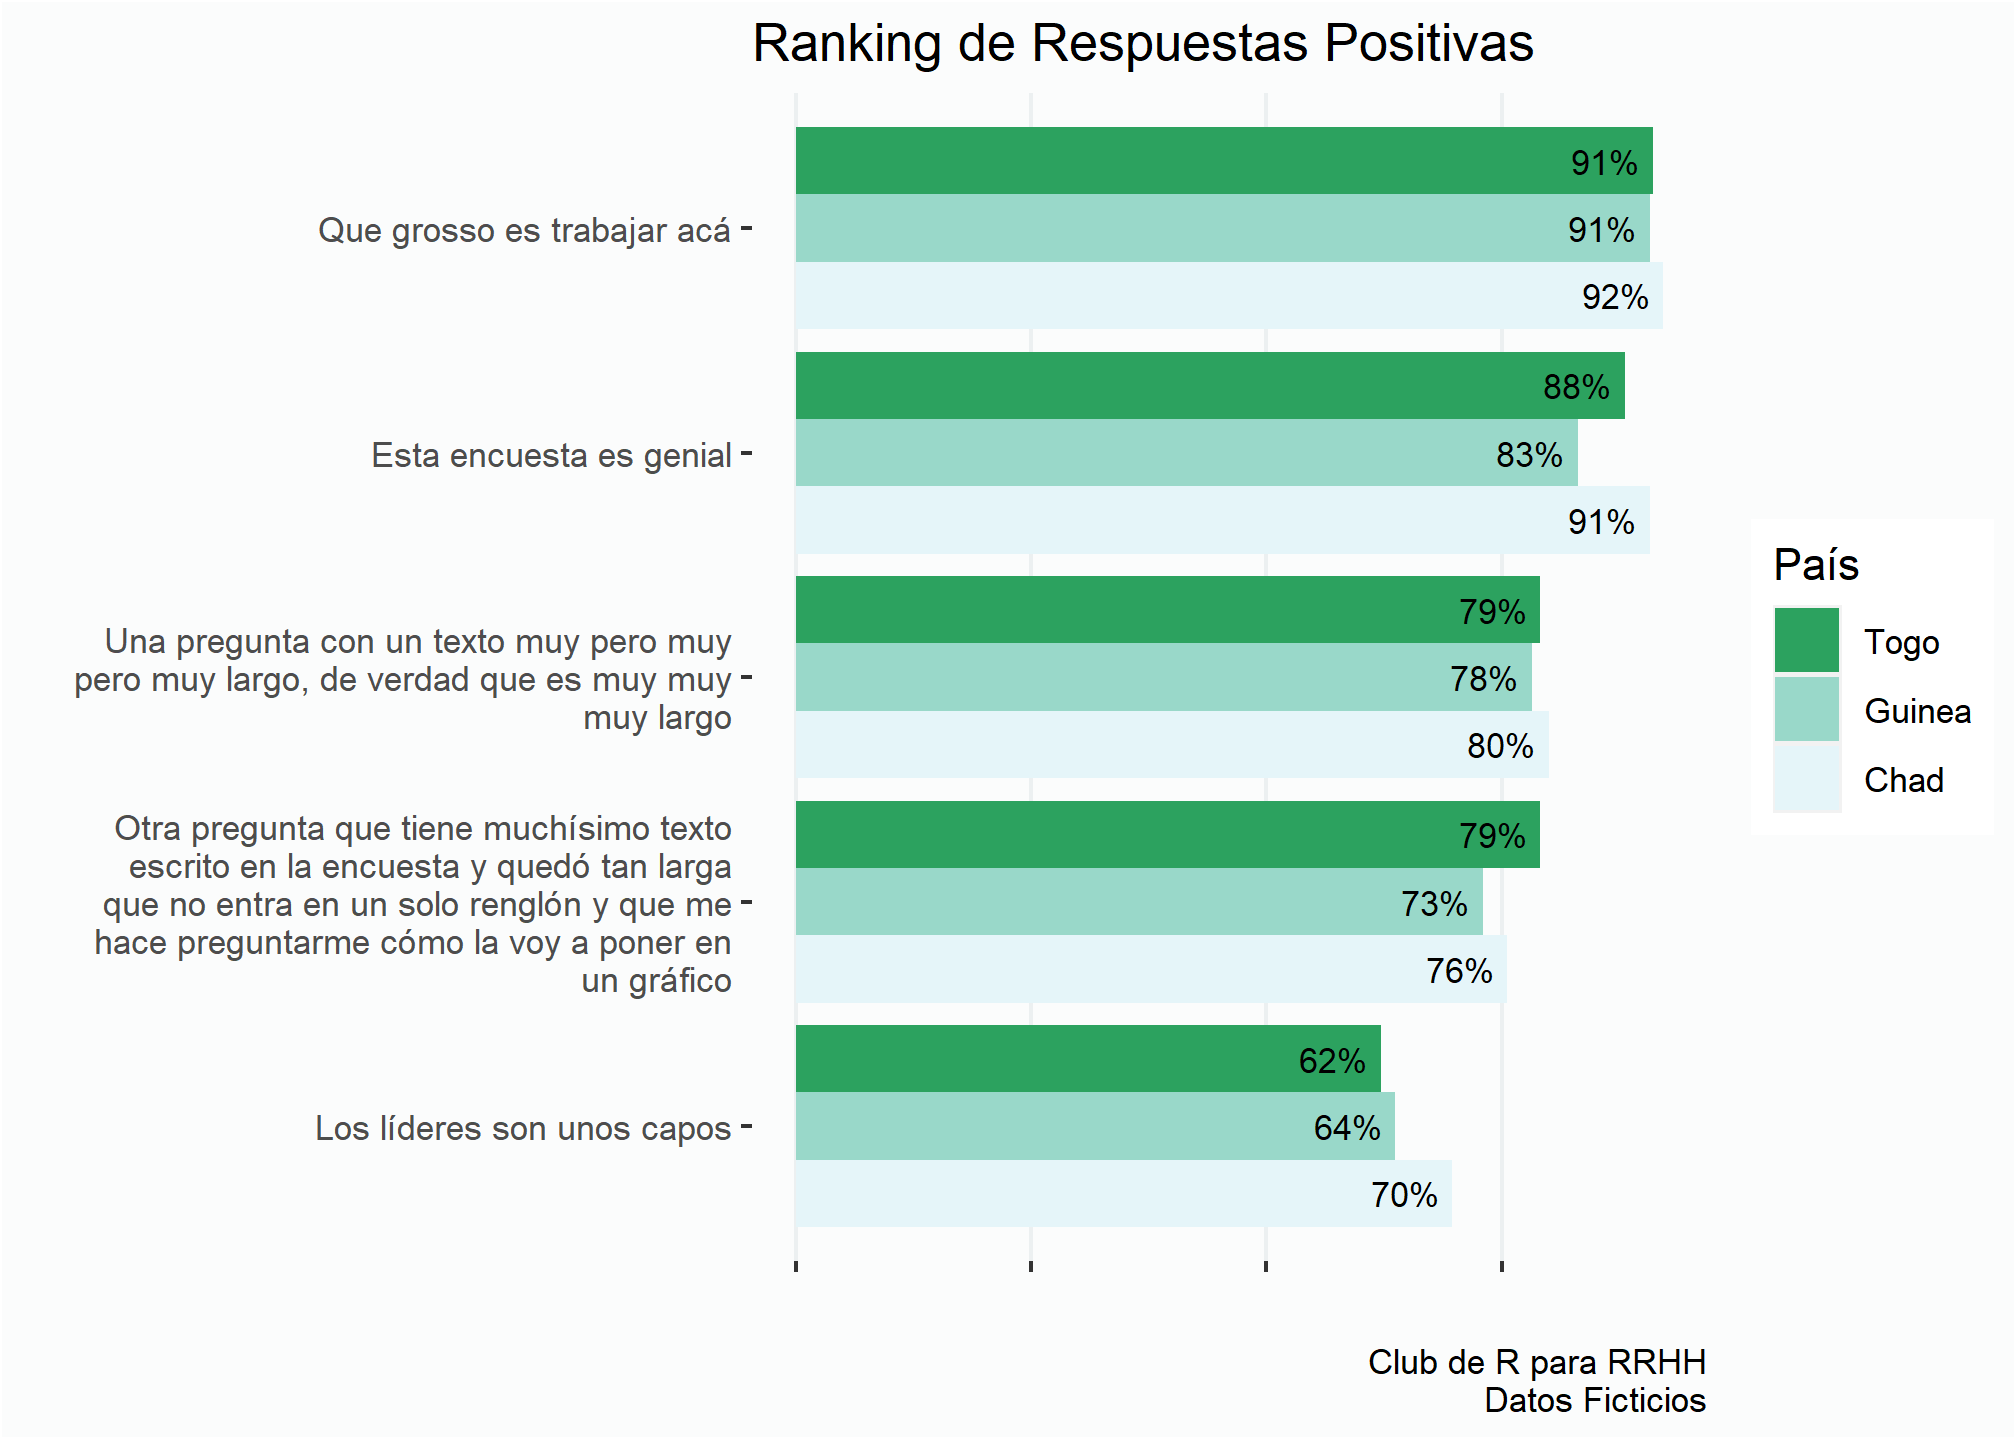 Ranking de Respuestas Positivas
Que grosso es trabajar acá
91%
91%
92%
Esta encuesta es genial
88%
83%
91%
Una pregunta con un texto muy pero muy
pero muy largo, de verdad que es muy muy
muy largo
79%
78%
80%
Otra pregunta que tiene muchísimo texto
escrito en la encuesta y quedó tan larga
que no entra en un solo renglón y que me
hace preguntarme cómo la voy a poner en
un gráfico
79%
73%
76%
Los líderes son unos capos
62%
64%
70%
País
Togo
Guinea
Chad
Club de R para RRHH
Datos Ficticios